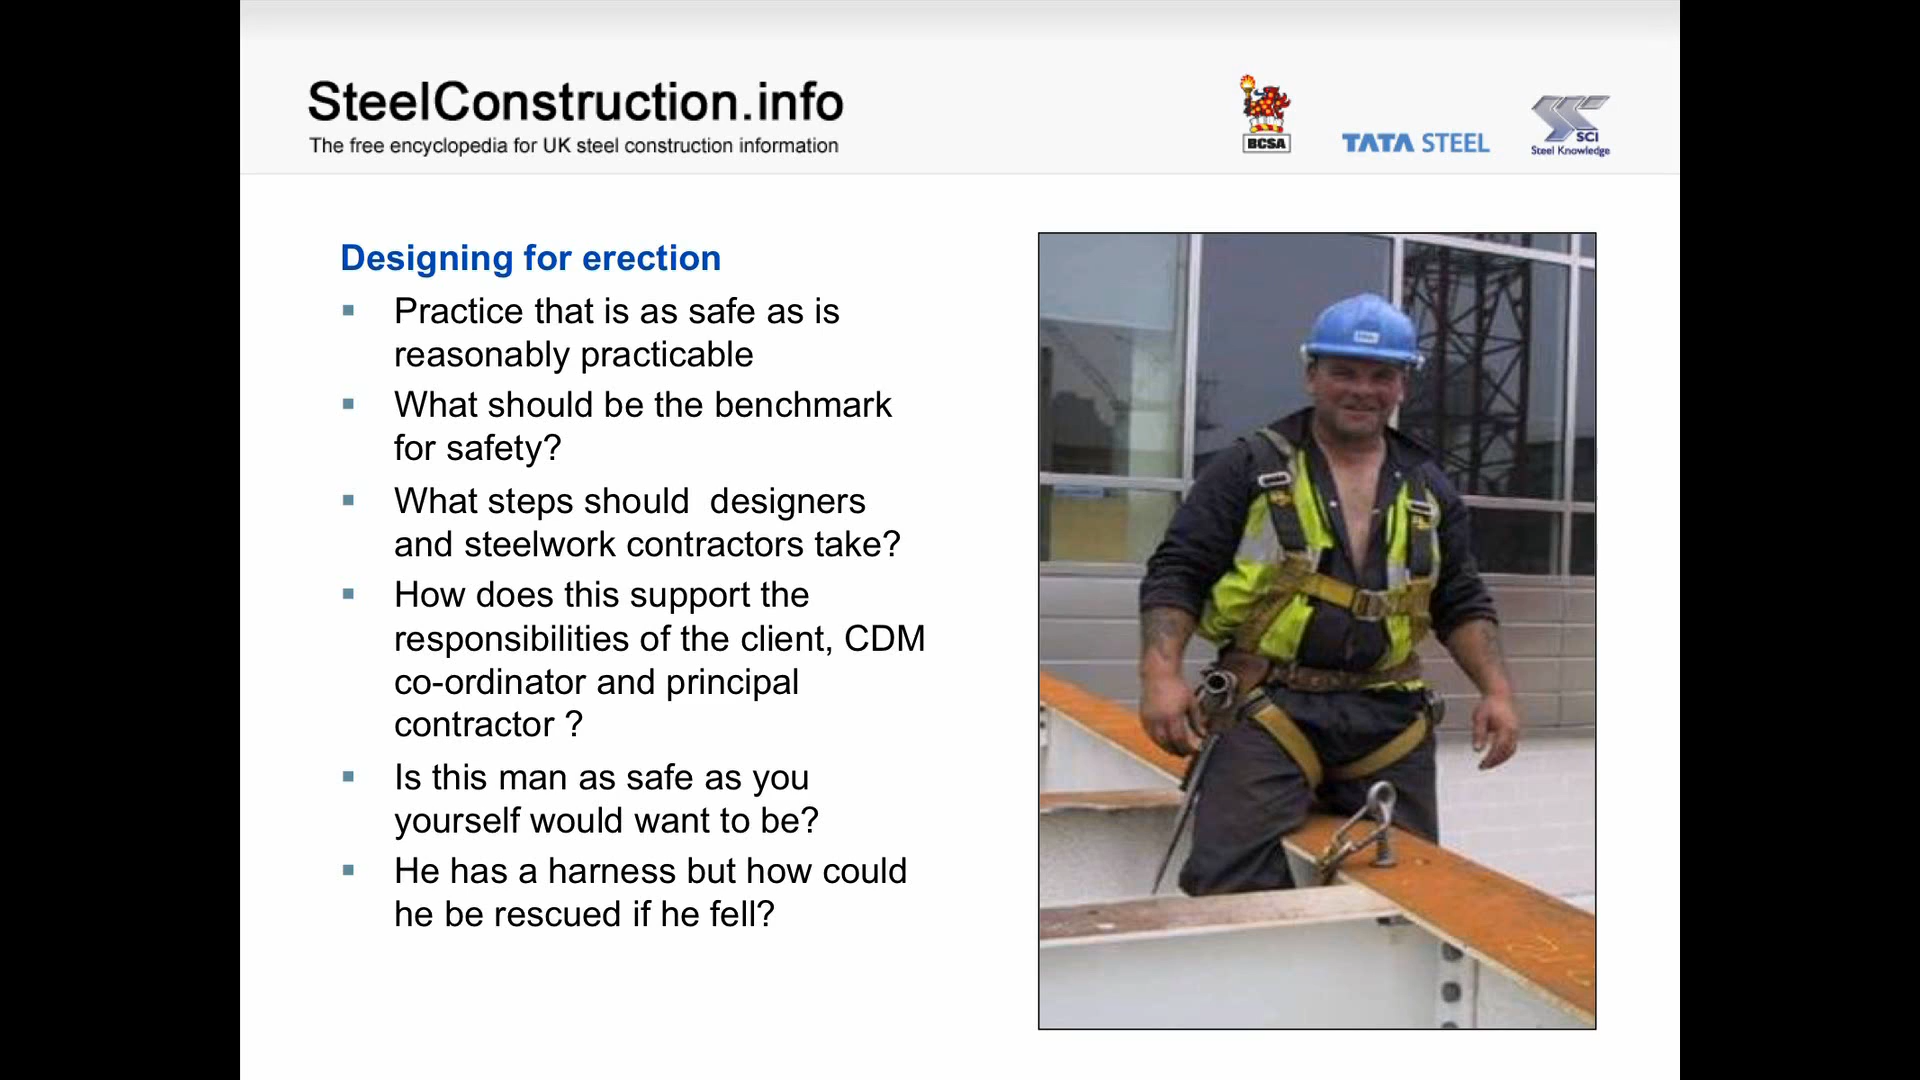 SteelConstruction.info
The free encyclopedia for UK steel construction information
BCSA
TATA STEEL
SCI
Steel Knowledge
Designing for erection
Practice that is as safe as is
reasonably practicable
What should be the benchmark
for safety?
What steps should  designers
and steelwork contractors take?
How does this support the
responsibilities of the client, CDM
co-ordinator and principal
contractor ?
Is this man as safe as you
yourself would want to be?
He has a harness but how could
he be rescued if he fell?